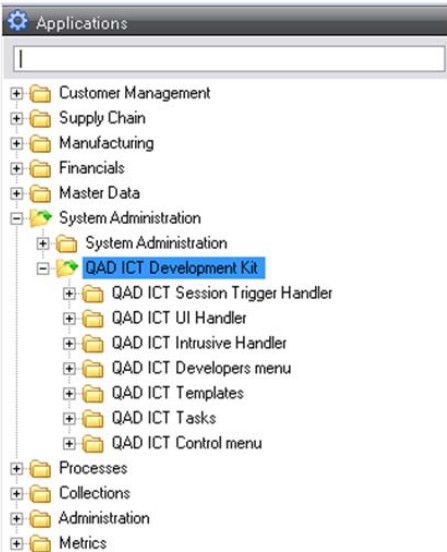 Applications
Customer Management
Supply Chain
Manufacturing
Financials
Master Data
System Administration
System Administration
QAD ICT Development Kit
QAD ICT Session Trigger Handler
QAD ICT UI Handler
QAD ICT Intrusive Handler
QAD ICT Developers menu
QAD ICT Templates
QAD ICT Tasks
QAD ICT Control menu
Processes
Collections
Administration
Metrics